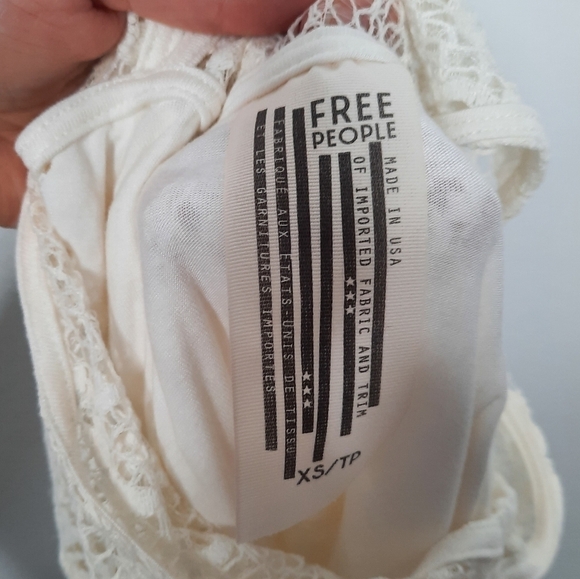 FREE
PEOPLE
MADE IN USA
OF IMPORTED FABRIC AND TRIM
FABRIQUÉ AUX ÉTATS-UNIS DE TISSU
ET LES GARNITURES IMPORTÉES
XS/TP